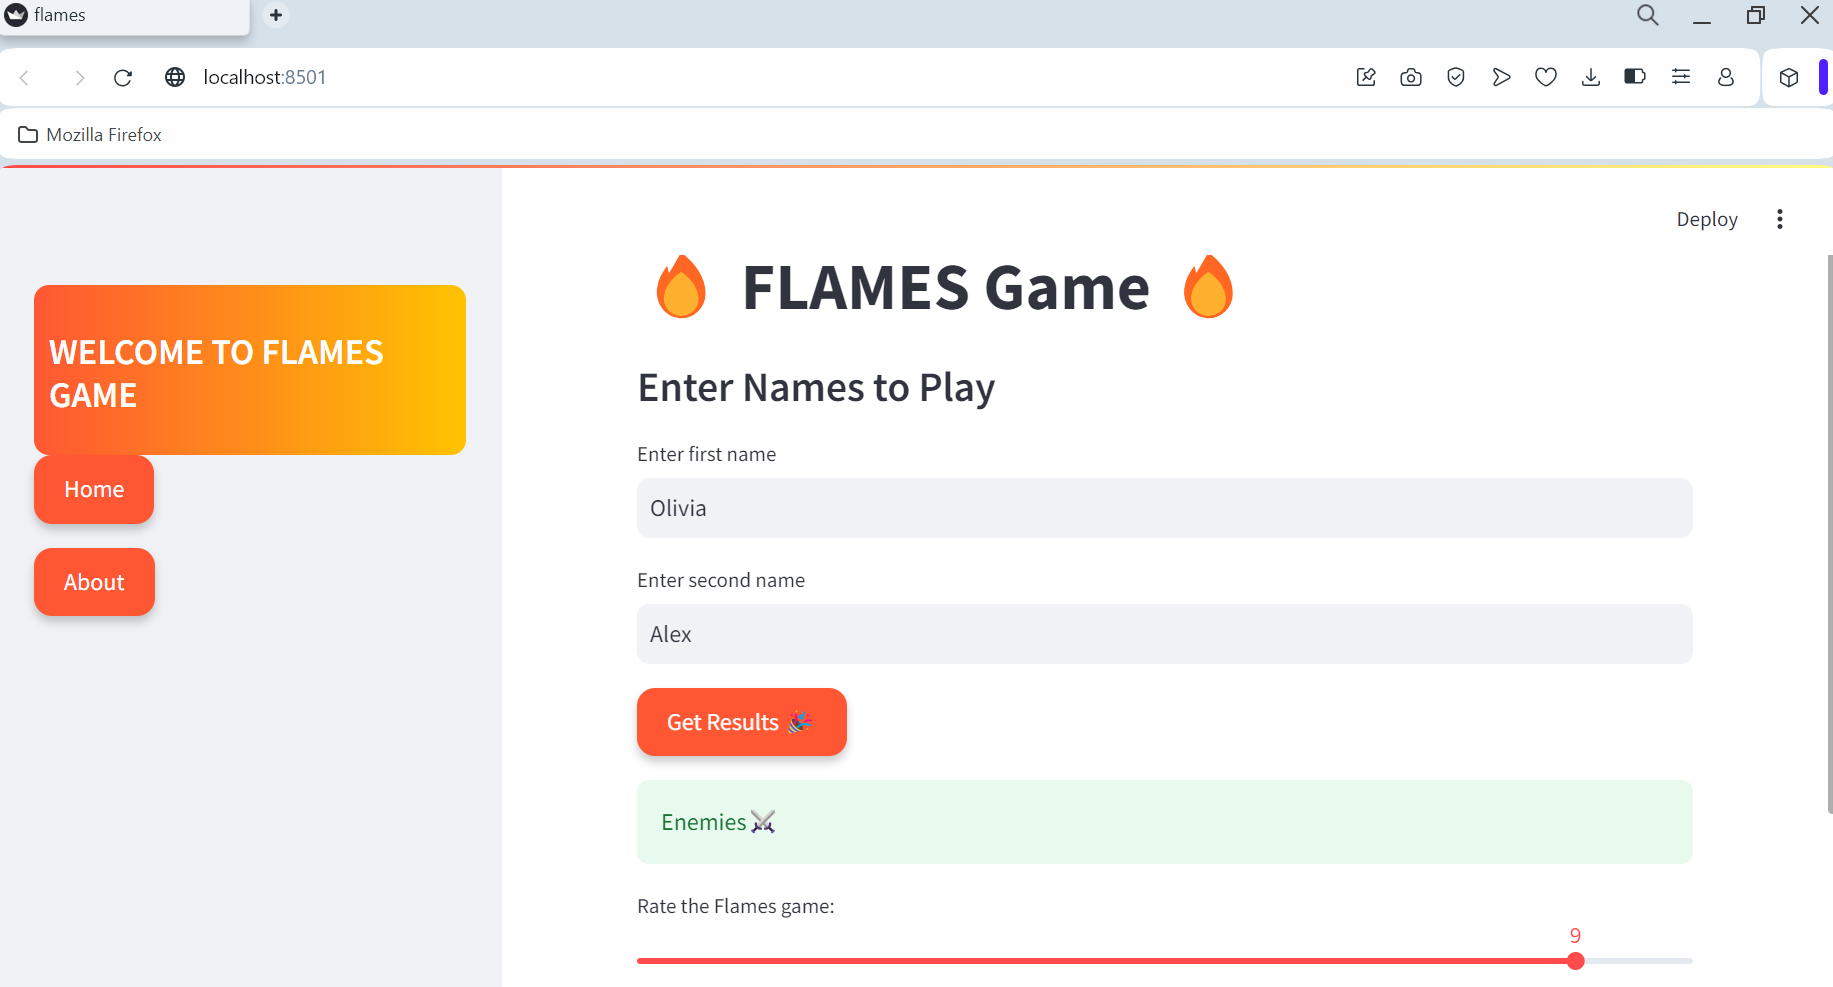 flames
localhost:8501
Mozilla Firefox
Deploy
WELCOME TO FLAMES
GAME
Home
About
🔥 FLAMES Game 🔥
Enter Names to Play
Enter first name
Olivia
Enter second name
Alex
Get Results 🎉
Enemies⚔️
Rate the Flames game:
9